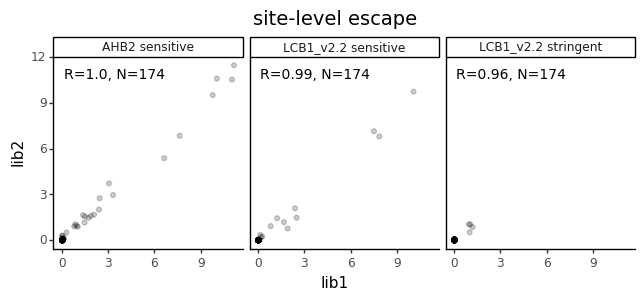 site-level escape
AHB2 sensitive
LCB1_v2.2 sensitive
LCB1_v2.2 stringent
R=1.0, N=174
R=0.99, N=174
R=0.96, N=174
12
9
6
3
0
lib2
0 3 6 9
0 3 6 9
0 3 6 9
lib1